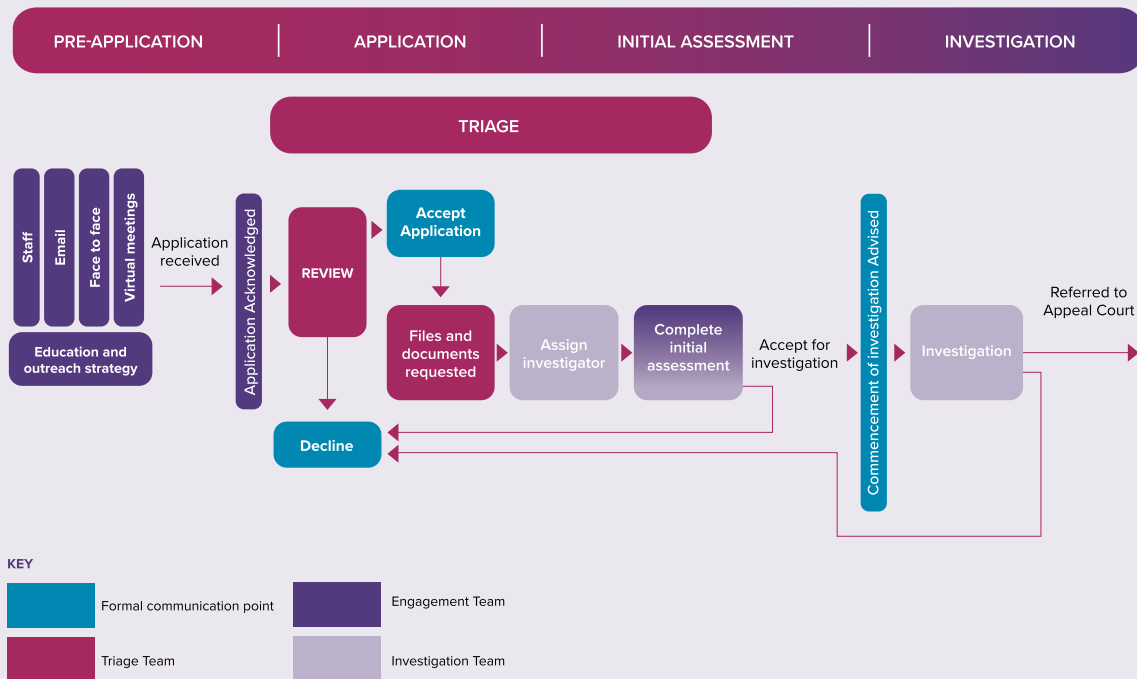 PRE-APPLICATION
APPLICATION
INITIAL ASSESSMENT
INVESTIGATION
TRIAGE
Staff
Email
Face to face
Virtual meetings
Education and
outreach strategy
Application
received
Application Acknowledged
REVIEW
Accept
Application
Decline
Files and
documents
requested
Assign
investigator
Complete
initial
assessment
Accept for
investigation
Commencement of investigation Advised
Investigation
Referred to
Appeal Court
KEY
Formal communication point
Engagement Team
Triage Team
Investigation Team